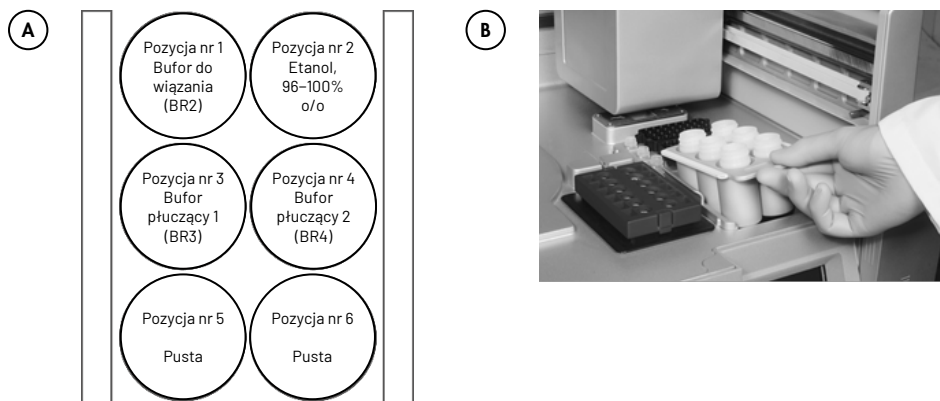 A
Pozycja nr 1
Bufor do
wiązania
(BR2)
Pozycja nr 2
Etanol,
96–100%
o/o
Pozycja nr 3
Bufor
płuczący 1
(BR3)
Pozycja nr 4
Bufor
płuczący 2
(BR4)
Pozycja nr 5
Pusta
Pozycja nr 6
Pusta
B